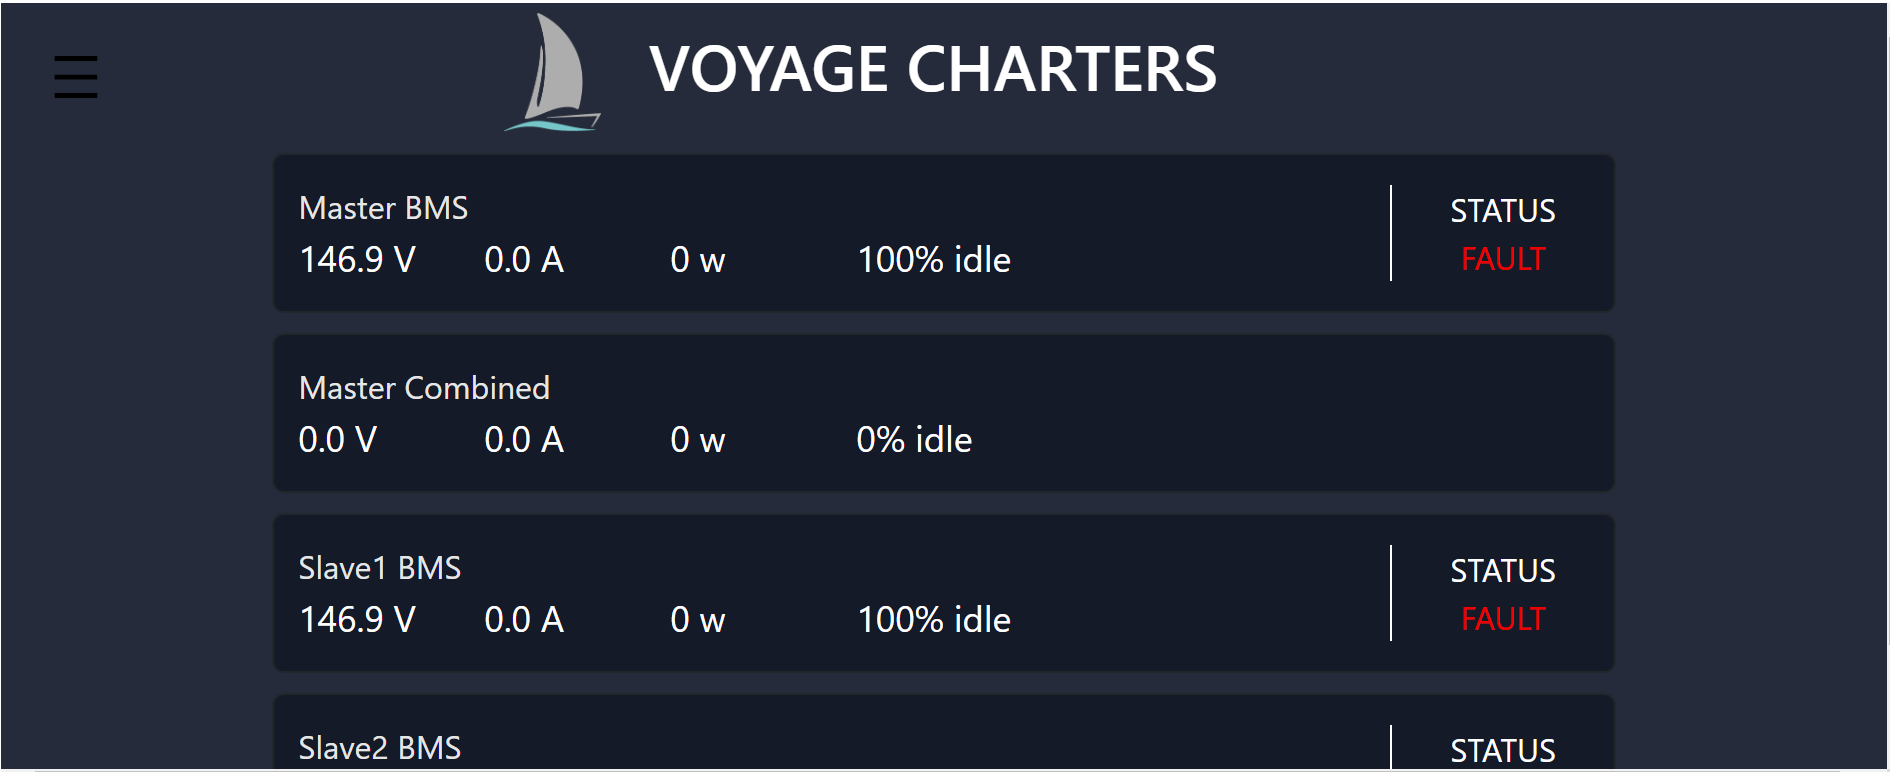 VOYAGE CHARTERS
Master BMS
146.9 V 0.0 A 0 w 100% idle
STATUS
FAULT
Master Combined
0.0 V 0.0 A 0 w 0% idle
Slave1 BMS
146.9 V 0.0 A 0 w 100% idle
STATUS
FAULT
Slave2 BMS
STATUS